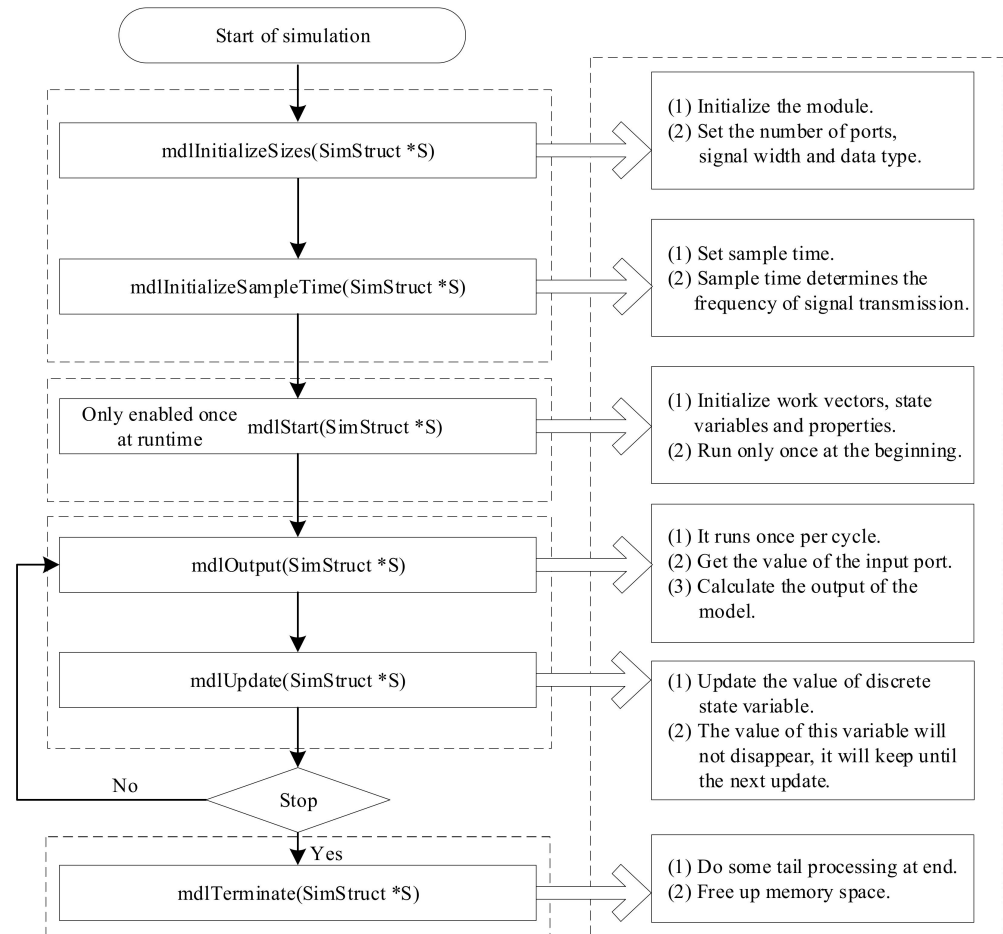 Start of simulation
mdlInitializeSizes(SimStruct *S)
(1) Initialize the module.
(2) Set the number of ports,
signal width and data type.
mdlInitializeSampleTime(SimStruct *S)
(1) Set sample time.
(2) Sample time determines the
frequency of signal transmission.
Only enabled once
at runtime
mdlStart(SimStruct *S)
(1) Initialize work vectors, state
variables and properties.
(2) Run only once at the beginning.
mdlOutput(SimStruct *S)
(1) It runs once per cycle.
(2) Get the value of the input port.
(3) Calculate the output of the
model.
mdlUpdate(SimStruct *S)
(1) Update the value of discrete
state variable.
(2) The value of this variable will
not disappear, it will keep until
the next update.
No
Stop
Yes
mdlTerminate(SimStruct *S)
(1) Do some tail processing at end.
(2) Free up memory space.